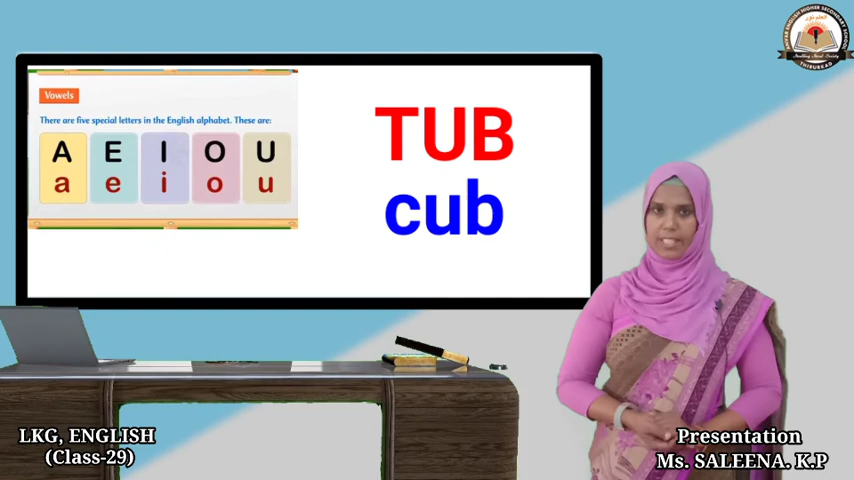 Vowels
There are five special letters in the English alphabet. These are:
A E I O U
a e i o u
TUB
cub
LKG, ENGLISH
(Class-29)
Presentation
Ms. SALEENA. K.P
THIRURKAD